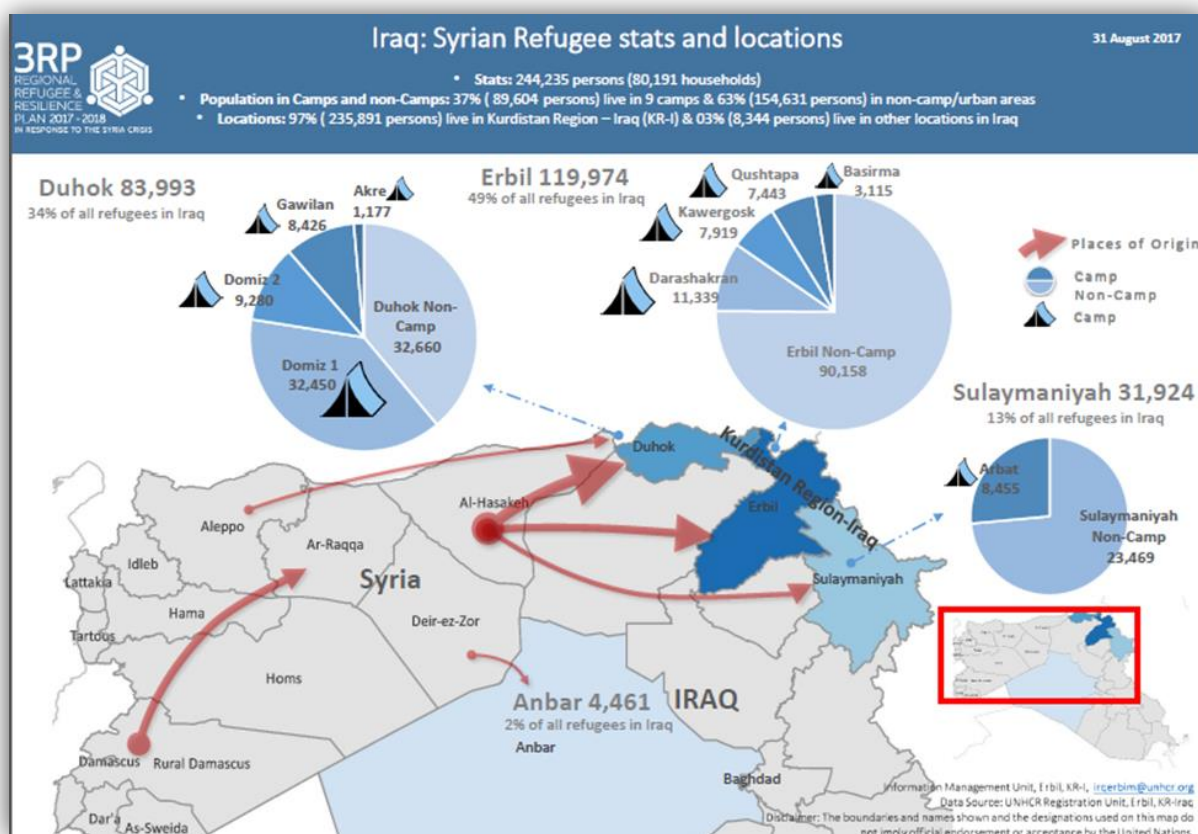 3RP
REGIONAL
REFUGEE &
RESILIENCE
PLAN 2017 - 2018
IN RESPONSE TO THE SYRIA CRISIS
Iraq: Syrian Refugee stats and locations
31 August 2017
• Stats: 244,235 persons (80,191 households)
• Population in Camps and non-Camps: 37% ( 89,604 persons) live in 9 camps & 63% (154,631 persons) in non-camp/urban areas
• Locations: 97% ( 235,891 persons) live in Kurdistan Region – Iraq (KR-I) & 03% (8,344 persons) live in other locations in Iraq
Duhok 83,993
34% of all refugees in Iraq
Akre
1,177
Gawilan
8,426
Domiz 2
9,280
Domiz 1
32,450
Duhok Non-
Camp
32,660
Erbil 119,974
49% of all refugees in Iraq
Qushtapa
7,443
Basirma
3,115
Kawergosk
7,919
Darashakran
11,339
Erbil Non-Camp
90,158
Places of Origin
Camp
Non-Camp
Camp
Sulaymaniyah 31,924
13% of all refugees in Iraq
Arbat
8,455
Sulaymaniyah
Non-Camp
23,469
Duhok
Kurdistan Region-Iraq
Erbil
Sulaymaniyah
Al-Hasakeh
Aleppo
Ar-Raqqa
Idleb
Lattakia
Syria
Hama
Tartous
Deir-ez-Zor
Homs
Anbar 4,461
2% of all refugees in Iraq
Anbar
IRAQ
Baghdad
Damascus
Rural Damascus
Dar'a
As-Sweida
Information Management Unit, Erbil, KR-I, irqerbim@unhcr.org
Data Source: UNHCR Registration Unit, Erbil, KR-Iraq
Disclaimer: The boundaries and names shown and the designations used on this map do
not imply official endorsement or acceptance by the United Nations.